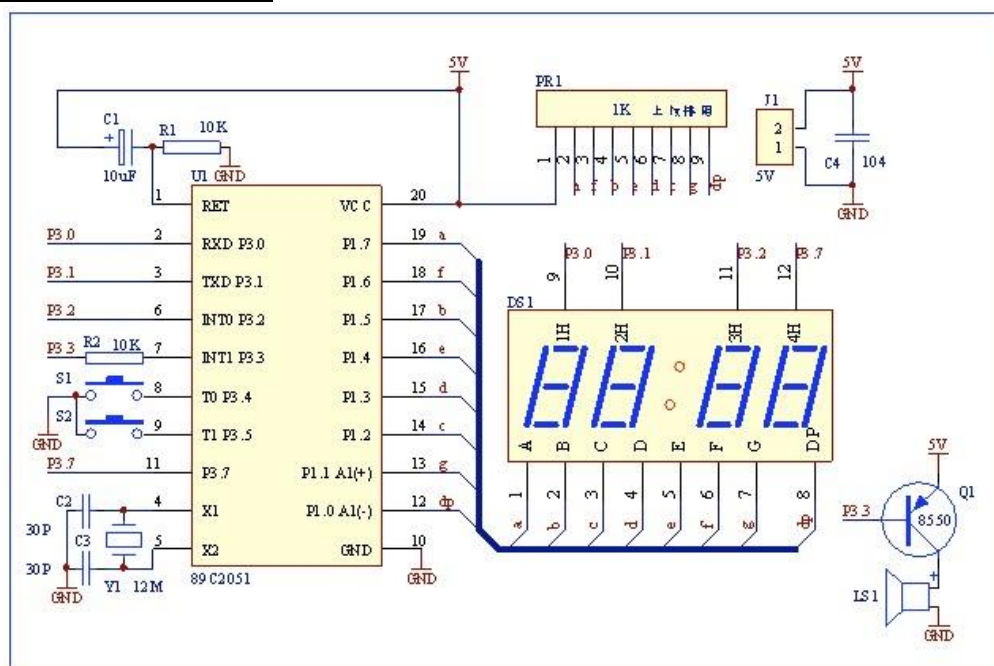 5V
PR1
1K 上拉排阻
1 2 3 4 5 6 7 8 9
a f b e d c g dp
J1
2
1
5V
5V
C4 104
GND
C1
+
10uF
R1 10K
GND
U1
1 RET
2 RXD P3.0
3 TXD P3.1
6 INT0 P3.2
7 INT1 P3.3
8 T0 P3.4
9 T1 P3.5
11 P3.7
4 X1
5 X2
VCC 20
P1.7 19 a
P1.6 18 f
P1.5 17 b
P1.4 16 e
P1.3 15 d
P1.2 14 c
P1.1 A1(+) 13 g
P1.0 A1(-) 12 dp
GND 10
GND
89C2051
P3.0
P3.1
P3.2
P3.3 R2 10K
S1
S2
GND
P3.7
C2
30P
C3
30P
GND
Y1 12M
P3.0 P3.1 P3.2 P3.7
9 10 11 12
DS1
1H 2H 3H 4H
A B C D E F G DP
1 2 3 4 5 6 7 8
a b c d e f g dp
5V
Q1
P3.3
8550
+
LS1
GND